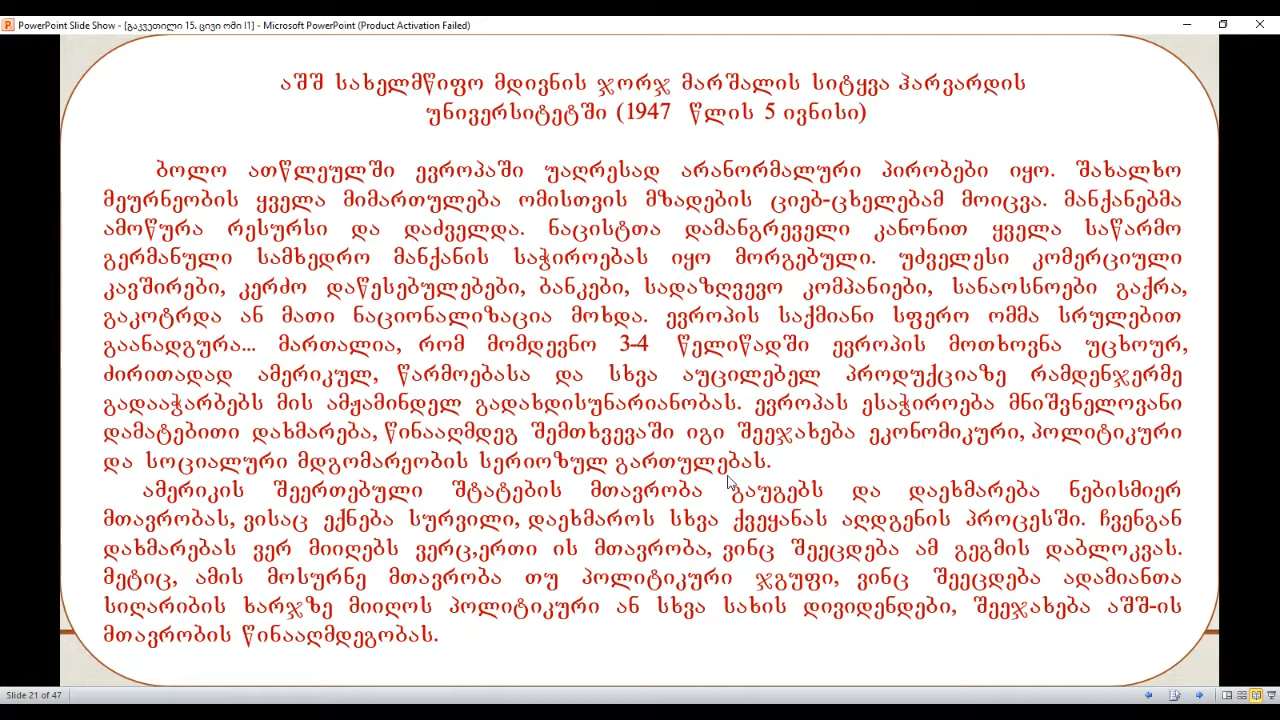 PowerPoint Slide Show - [გაკვეთილი 15. ცივი ომი I1] - Microsoft PowerPoint (Product Activation Failed)
აშშ სახელმწიფო მდივნის ჯორჯ მარშალის სიტყვა ჰარვარდის
უნივერსიტეტში (1947 წლის 5 ივნისი)
ბოლო ათწლეულში ევროპაში უაღრესად არანორმალური პირობები იყო. შახალხო
მეურნეობის ყველა მიმართულება ომისთვის მზადების ციებ-ცხელებამ მოიცვა. მანქანებმა
ამოწურა რესურსი და დაძველდა. ნაცისტთა დამანგრეველი კანონით ყველა საწარმო
გერმანული სამხედრო მანქანის საჭიროებას იყო მორგებული. უძველესი კომერციული
კავშირები, კერძო დაწესებულებები, ბანკები, სადაზღვევო კომპანიები, სანაოსნოები გაქრა,
გაკოტრდა ან მათი ნაციონალიზაცია მოხდა. ევროპის საქმიანი სფერო ომმა სრულებით
გაანადგურა... მართალია, რომ მომდევნო 3-4 წელიწადში ევროპის მოთხოვნა უცხოურ,
ძირითადად ამერიკულ, წარმოებასა და სხვა აუცილებელ პროდუქციაზე რამდენჯერმე
გადააჭარბებს მის ამჟამინდელ გადახდისუნარიანობას. ევროპას ესაჭიროება მნიშვნელოვანი
დამატებითი დახმარება, წინააღმდეგ შემთხვევაში იგი შეეჯახება ეკონომიკური, პოლიტიკური
და სოციალური მდგომარეობის სერიოზულ გართულებას.
ამერიკის შეერთებული შტატების მთავრობა გაუგებს და დაეხმარება ნებისმიერ
მთავრობას, ვისაც ექნება სურვილი, დაეხმაროს სხვა ქვეყანას აღდგენის პროცესში. ჩვენგან
დახმარებას ვერ მიიღებს ვერც,ერთი ის მთავრობა, ვინც შეეცდება ამ გეგმის დაბლოკვას.
მეტიც, ამის მოსურნე მთავრობა თუ პოლიტიკური ჯგუფი, ვინც შეეცდება ადამიანთა
სიღარიბის ხარჯზე მიიღოს პოლიტიკური ან სხვა სახის დივიდენდები, შეეჯახება აშშ-ის
მთავრობის წინააღმდეგობას.
Slide 21 of 47